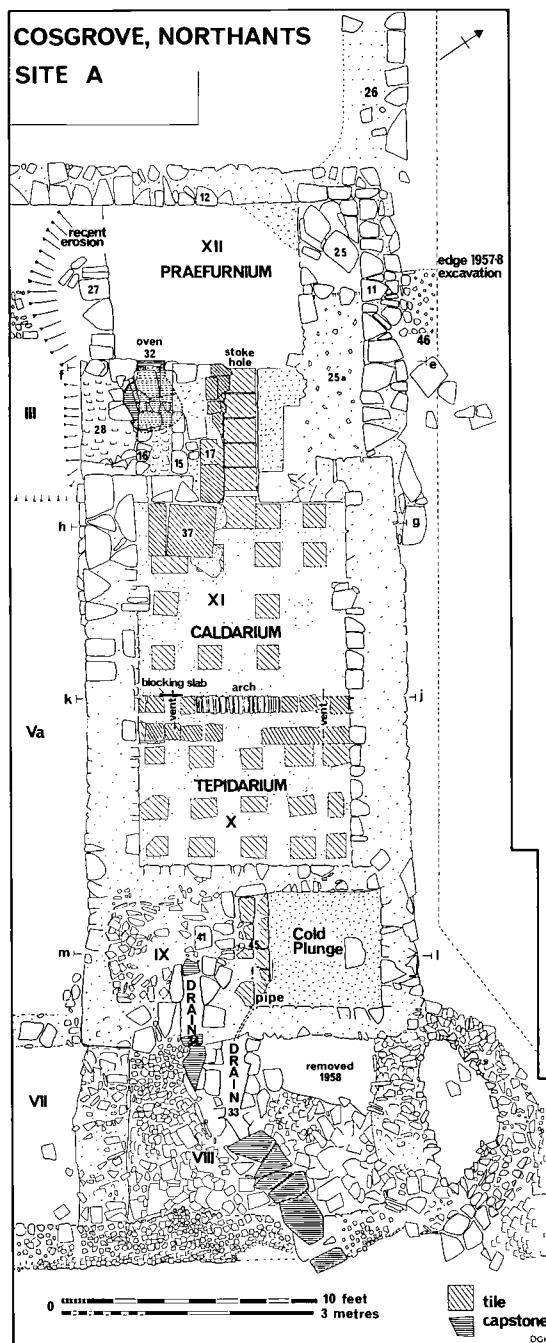 COSGROVE, NORTHANTS
SITE A
26
12
recent
erosion
XII
PRAEFURNIUM
25
27
11
edge 1957·8
excavation
46
oven
32
stoke
hole
e
f
25a
III
28
16
15
17
h
37
g
XI
CALDARIUM
blocking slab
arch
k
vent
vent
j
Va
TEPIDARIUM
X
IX
41
45
Cold
Plunge
m
l
pipe
DRAIN
34
DRAIN
33
removed
1958
VII
VIII
0
10 feet
3 metres
tile
capstone